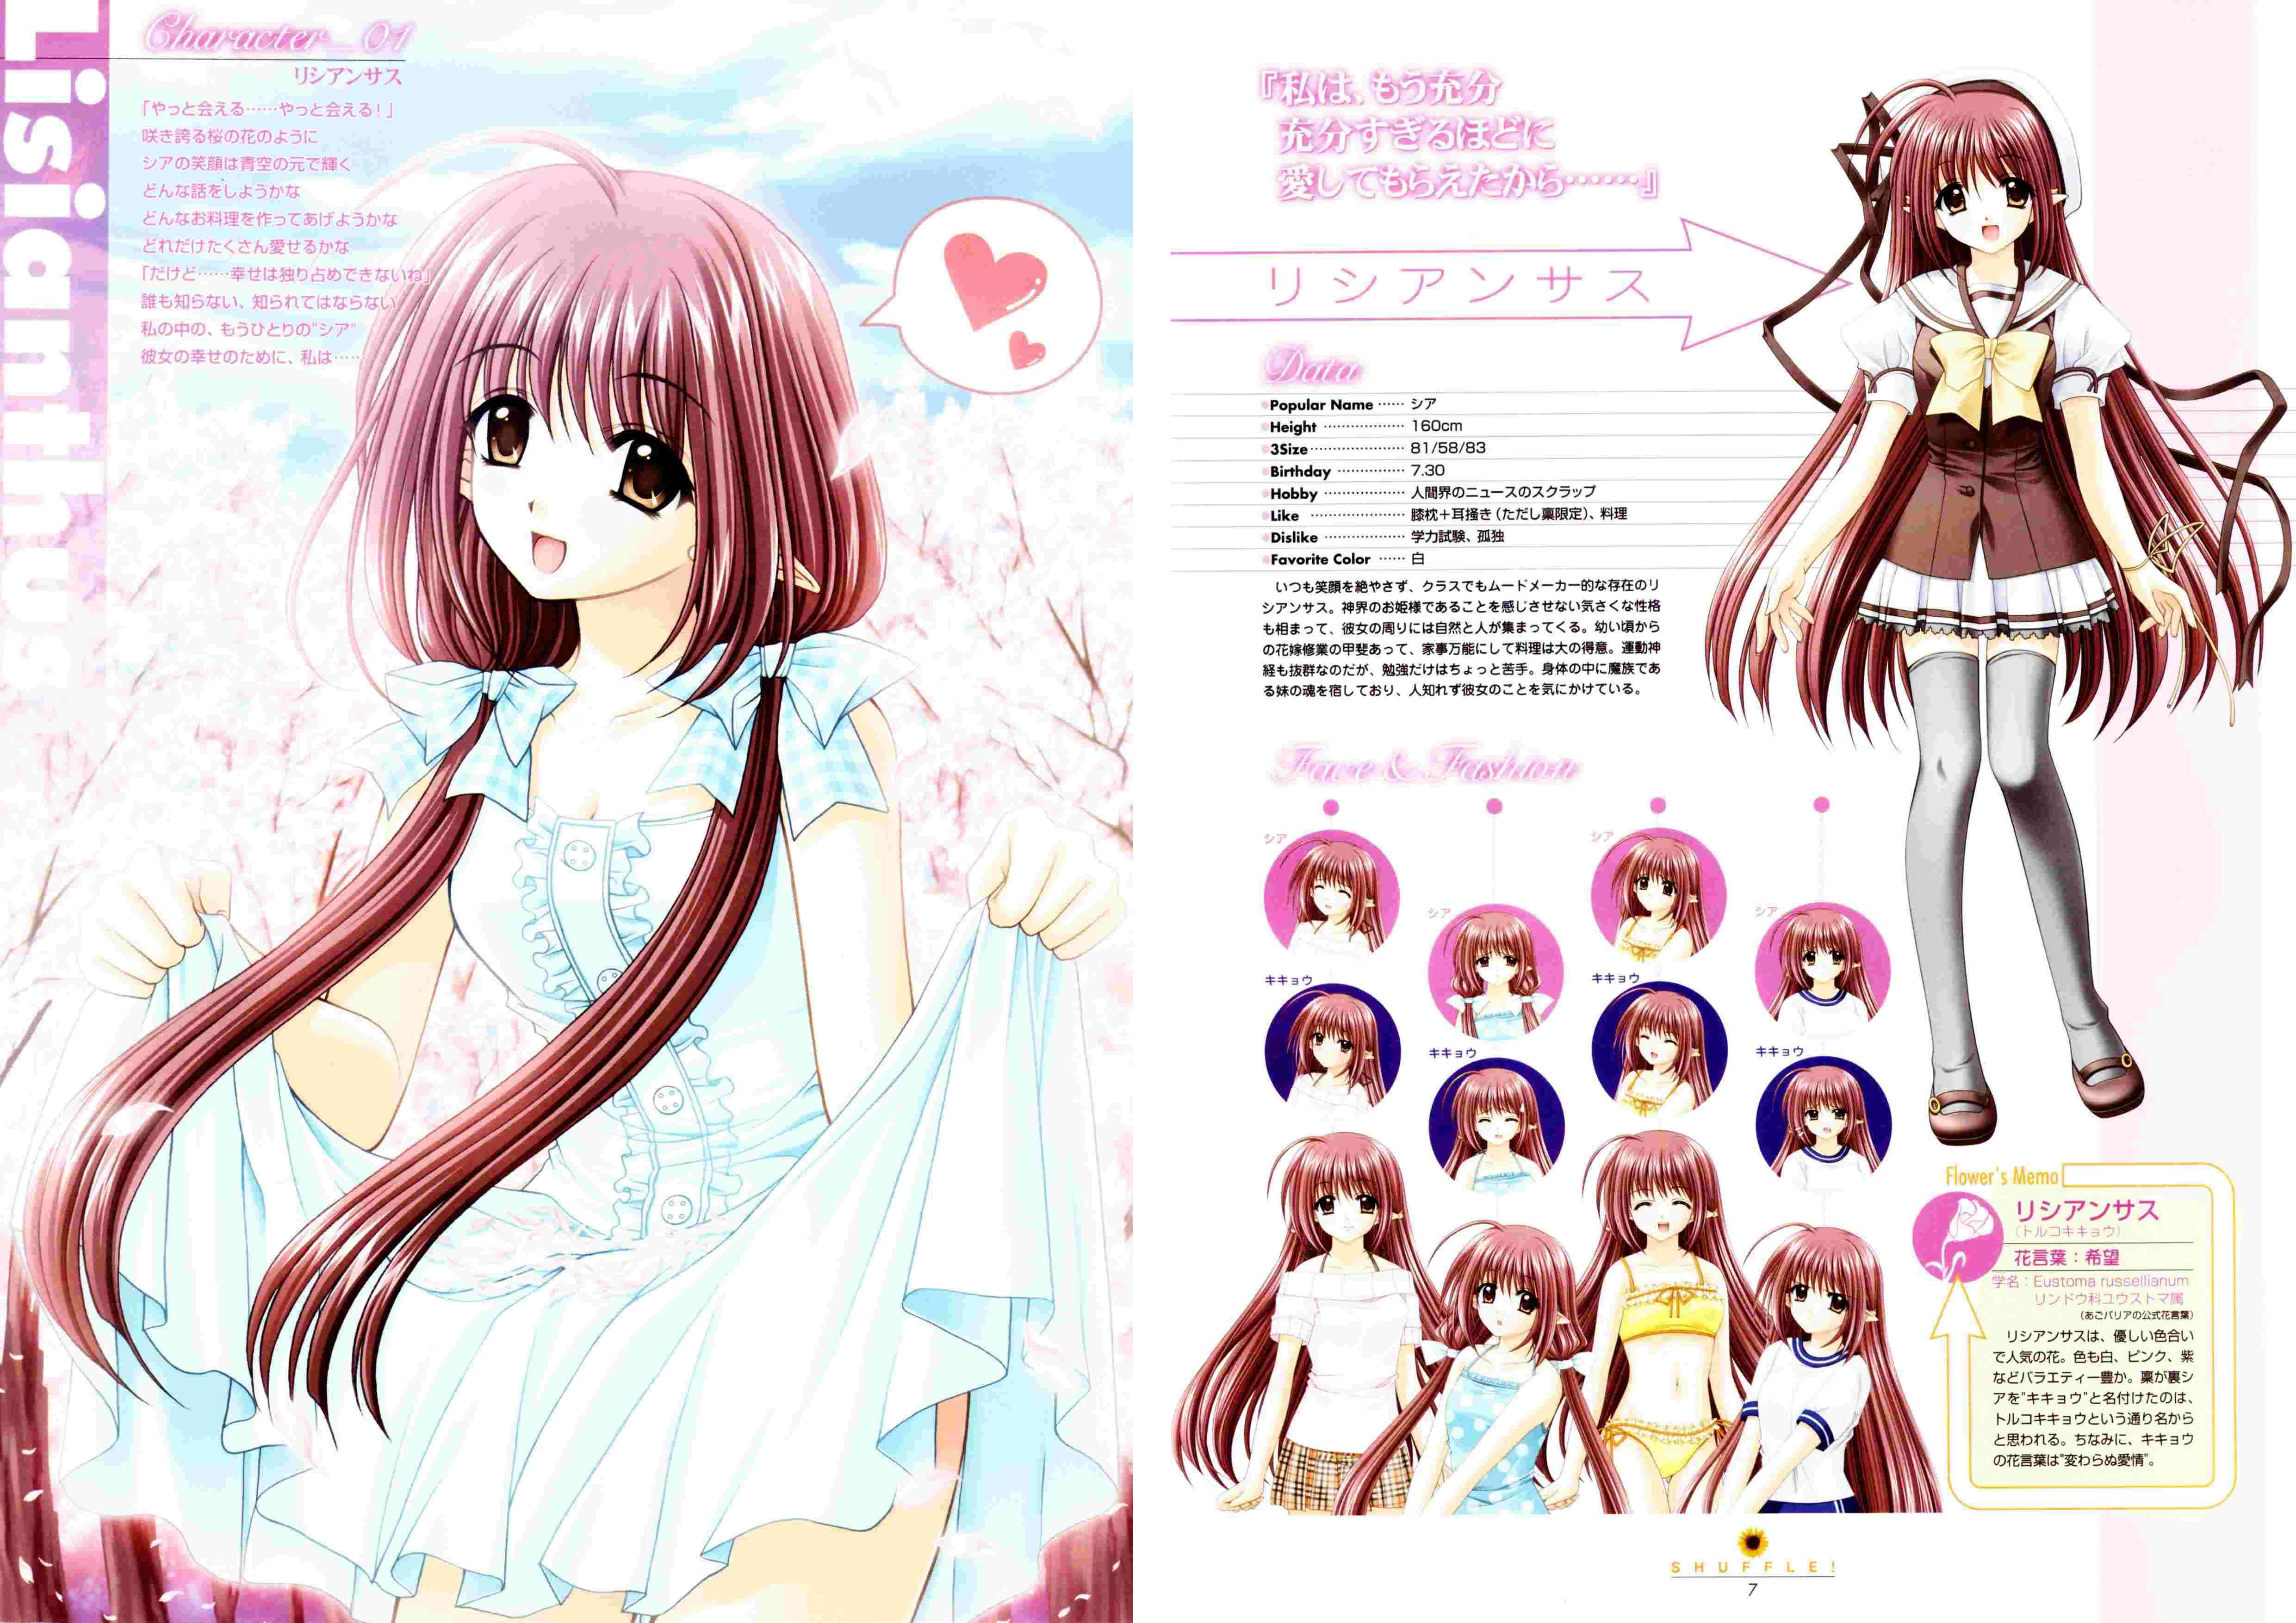 Lisianthus
Character_01
リシアンサス
「やっと会える……やっと会える！」
咲き誇る桜の花のように
シアの笑顔は青空の元で輝く
どんな話をしようかな
どんなお料理を作ってあげようかな
どれだけたくさん愛せるかな
「だけど……幸せは独り占めできないね」
誰も知らない、知られてはならない
私の中の、もうひとりの"シア"
彼女の幸せのために、私は……
『私は、もう充分
充分すぎるほどに
愛してもらえたから……』
リシアンサス
Data
Popular Name …… シア
Height ……………… 160cm
3Size ………………… 81/58/83
Birthday …………… 7.30
Hobby ……………… 人間界のニュースのスクラップ
Like ………………… 膝枕＋耳掻き（ただし稟限定）、料理
Dislike ……………… 学力試験、孤独
Favorite Color …… 白
いつも笑顔を絶やさず、クラスでもムードメーカー的な存在のリ
シアンサス。神界のお姫様であることを感じさせない気さくな性格
も相まって、彼女の周りには自然と人が集まってくる。幼い頃から
の花嫁修業の甲斐あって、家事万能にして料理は大の得意。運動神
経も抜群なのだが、勉強だけはちょっと苦手。身体の中に魔族であ
る妹の魂を宿しており、人知れず彼女のことを気にかけている。
Face & Fashion
シア
シア
シア
シア
キキョウ
キキョウ
キキョウ
キキョウ
Flower's Memo
リシアンサス
（トルコキキョウ）
花言葉：希望
学名：Eustoma russellianum
リンドウ科ユウストマ属
（あごバリアの公式花言葉）
リシアンサスは、優しい色合い
で人気の花。色も白、ピンク、紫
などバラエティー豊か。稟が裏シ
アを"キキョウ"と名付けたのは、
トルコキキョウという通り名から
と思われる。ちなみに、キキョウ
の花言葉は"変わらぬ愛情"。
SHUFFLE!
7